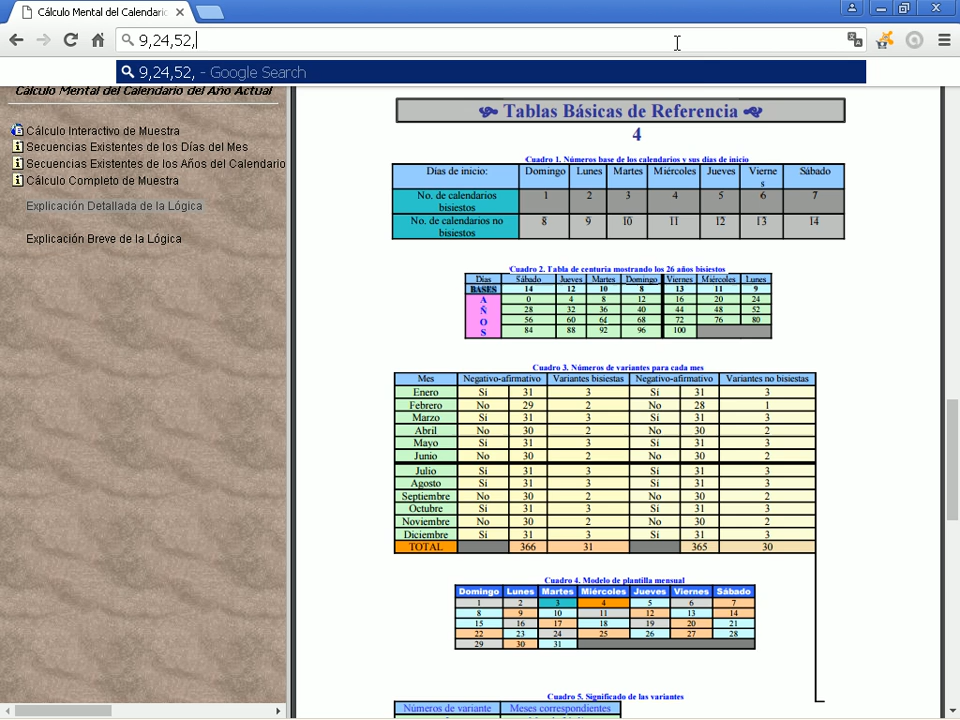 Cálculo Mental del Calendario
9,24,52,
9,24,52, - Google Search
Cálculo Mental del Calendario del Año Actual
Cálculo Interactivo de Muestra
Secuencias Existentes de los Días del Mes
Secuencias Existentes de los Años del Calendario
Cálculo Completo de Muestra
Explicación Detallada de la Lógica
Explicación Breve de la Lógica
Tablas Básicas de Referencia
4
Cuadro 1. Números base de los calendarios y sus días de inicio
Días de inicio: Domingo Lunes Martes Miércoles Jueves Vierne Sábado
s
No. de calendarios 1 2 3 4 5 6 7
bisiestos
No. de calendarios no 8 9 10 11 12 13 14
bisiestos
Cuadro 2. Tabla de centuria mostrando los 26 años bisiestos
Días Sábado Jueves Martes Domingo Viernes Miércoles Lunes
BASES 14 12 10 8 13 11 9
A 0 4 8 12 16 20 24
Ñ 28 32 36 40 44 48 52
O 56 60 64 68 72 76 80
S 84 88 92 96 100
Cuadro 3. Números de variantes para cada mes
Mes Negativo-afirmativo Variantes bisiestas Negativo-afirmativo Variantes no bisiestas
Enero Sí 31 3 Sí 31 3
Febrero No 29 2 No 28 1
Marzo Sí 31 3 Sí 31 3
Abril No 30 2 No 30 2
Mayo Sí 31 3 Sí 31 3
Junio No 30 2 No 30 2
Julio Sí 31 3 Sí 31 3
Agosto Sí 31 3 Sí 31 3
Septiembre No 30 2 No 30 2
Octubre Sí 31 3 Sí 31 3
Noviembre No 30 2 No 30 2
Diciembre Sí 31 3 Sí 31 3
TOTAL 366 31 365 30
Cuadro 4. Modelo de plantilla mensual
Domingo Lunes Martes Miércoles Jueves Viernes Sábado
1 2 3 4 5 6 7
8 9 10 11 12 13 14
15 16 17 18 19 20 21
22 23 24 25 26 27 28
29 30 31
Cuadro 5. Significado de las variantes
Números de variante Meses correspondientes